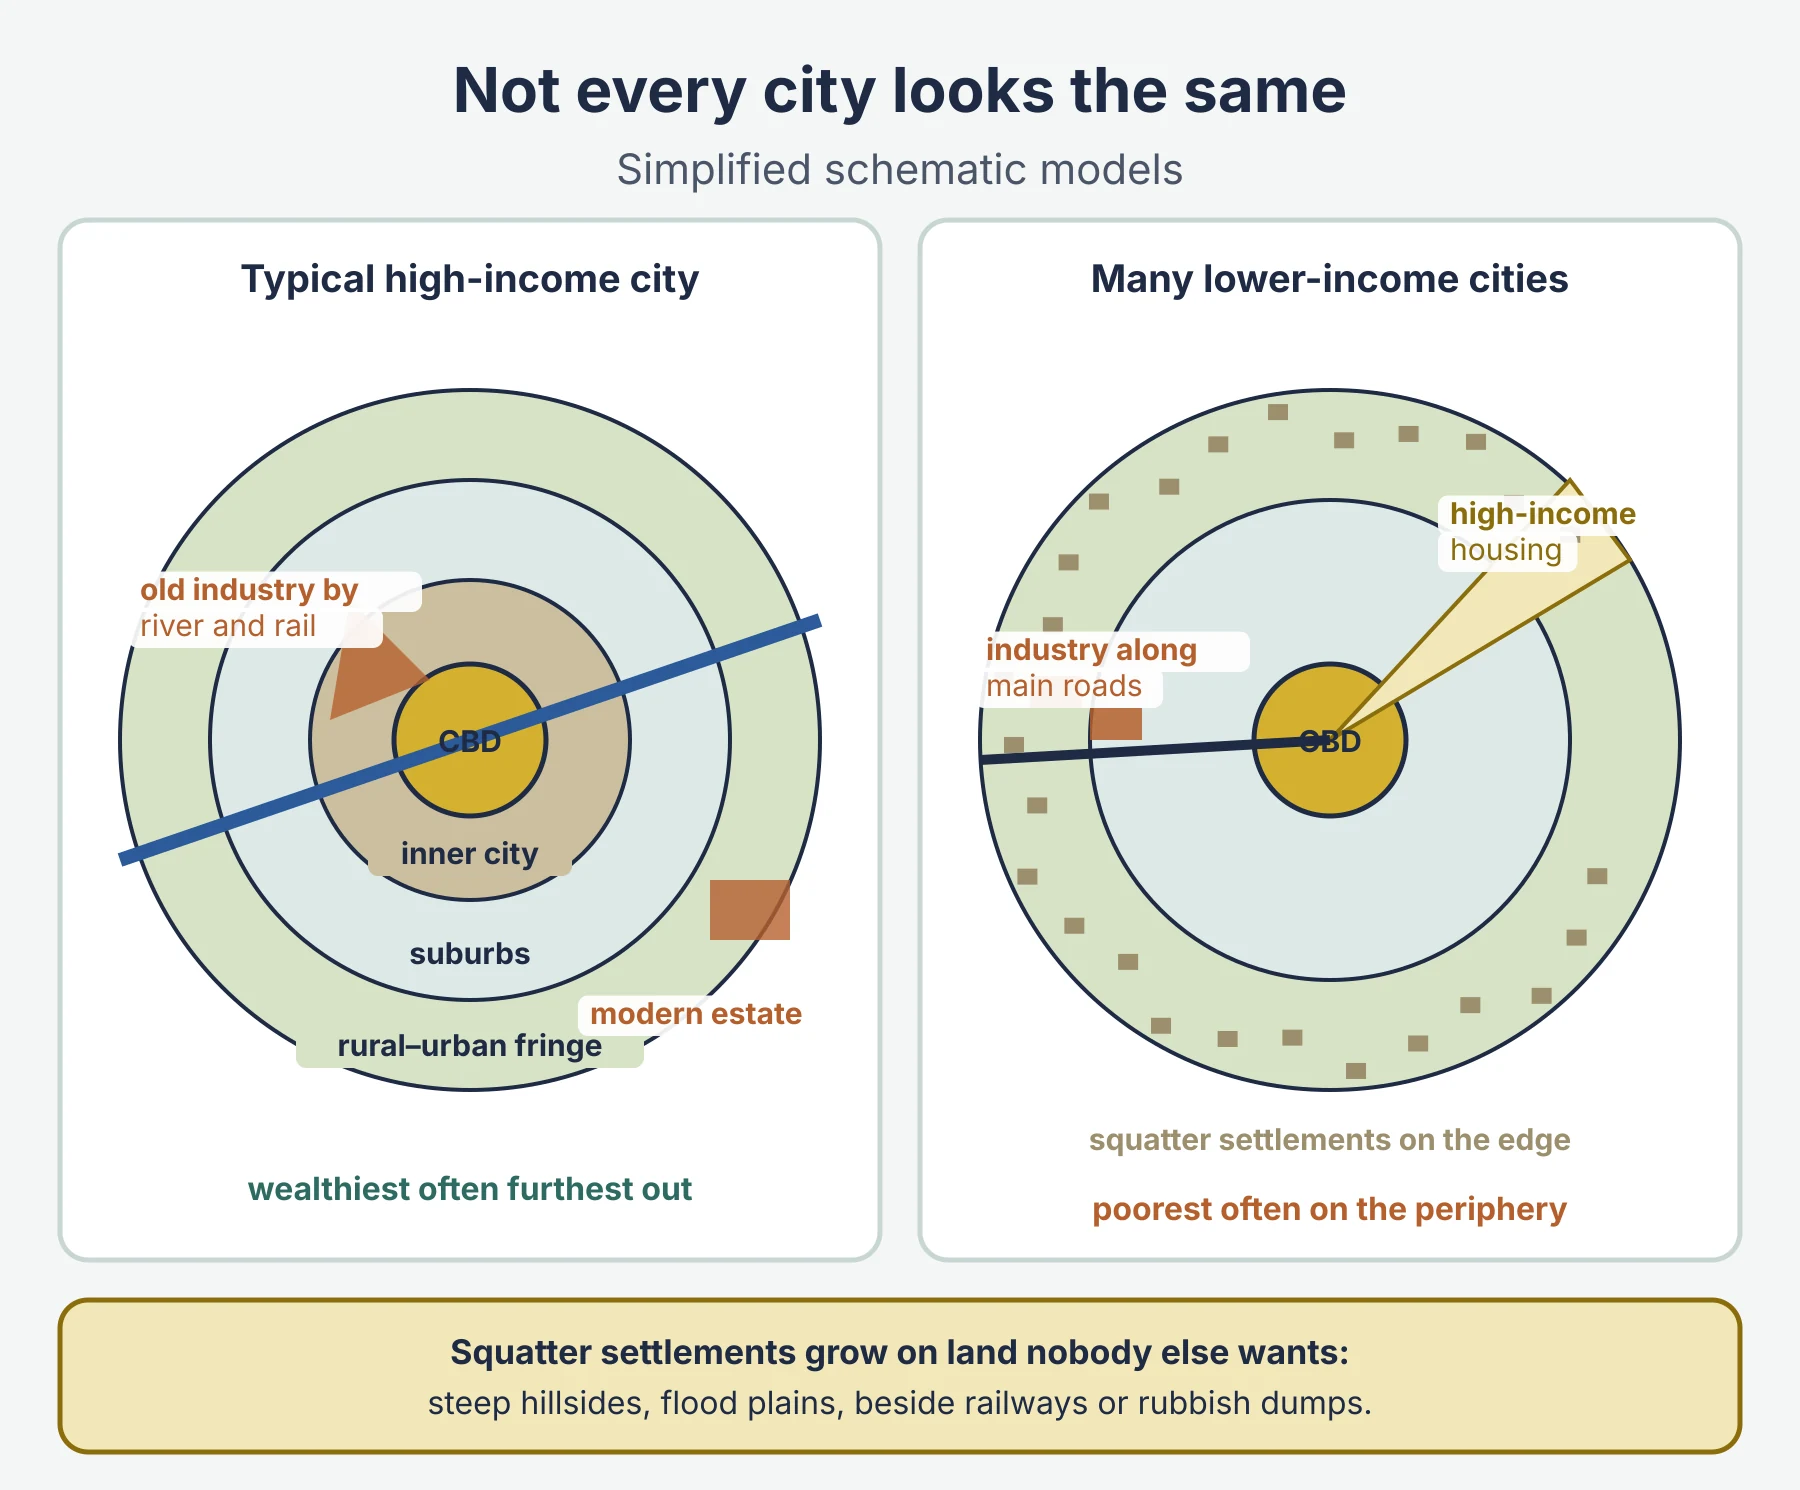 Not every city looks the same
Simplified schematic models
Typical high-income city
old industry by
river and rail
CBD
inner city
suburbs
modern estate
rural–urban fringe
wealthiest often furthest out
Many lower-income cities
high-income
housing
industry along
main roads
CBD
squatter settlements on the edge
poorest often on the periphery
Squatter settlements grow on land nobody else wants:
steep hillsides, flood plains, beside railways or rubbish dumps.